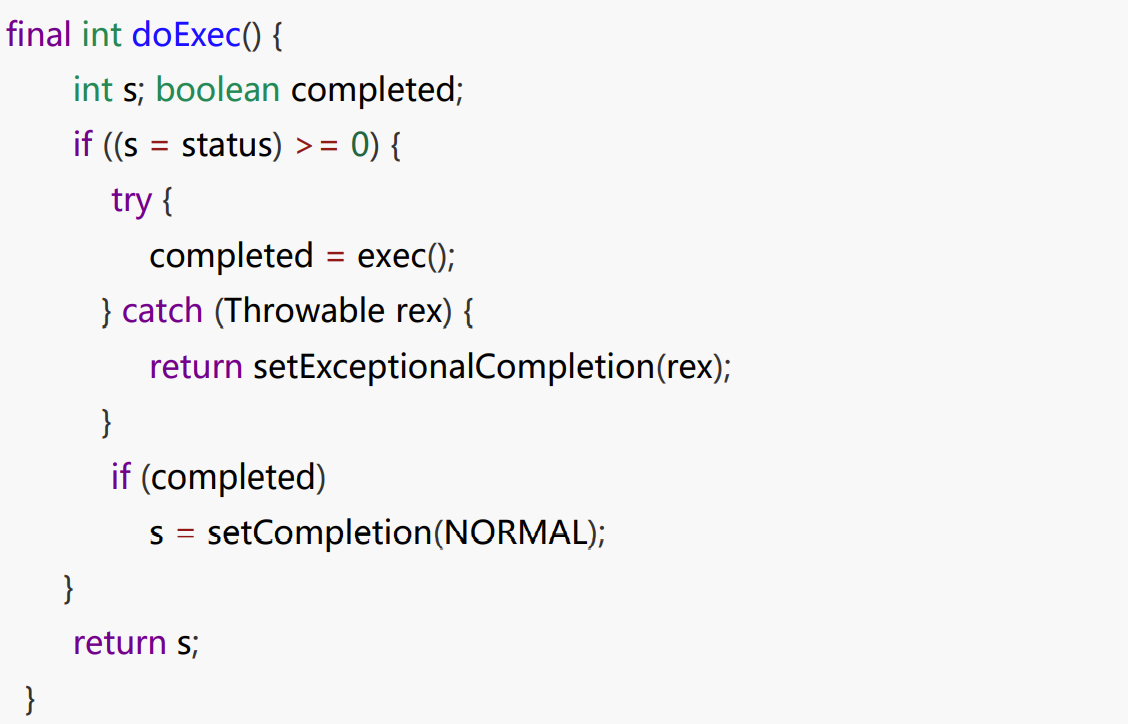 final int doExec() {
int s; boolean completed;
if ((s = status) >= 0) {
try {
completed = exec();
} catch (Throwable rex) {
return setExceptionalCompletion(rex);
}
if (completed)
s = setCompletion(NORMAL);
}
return s;
}